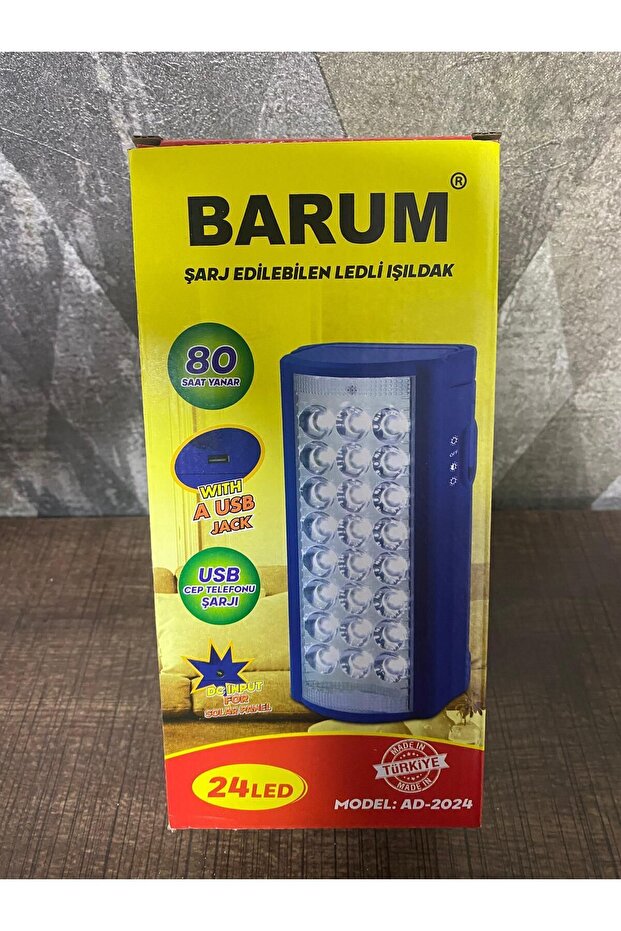 BARUM®
ŞARJ EDİLEBİLEN LEDLİ IŞILDAK
80
SAAT YANAR
WITH
A USB
JACK
USB
CEP TELEFONU
ŞARJI
DC INPUT
FOR
SOLAR PANEL
OFF
24LED
MADE IN
TÜRKİYE
MADE IN
MODEL: AD-2024